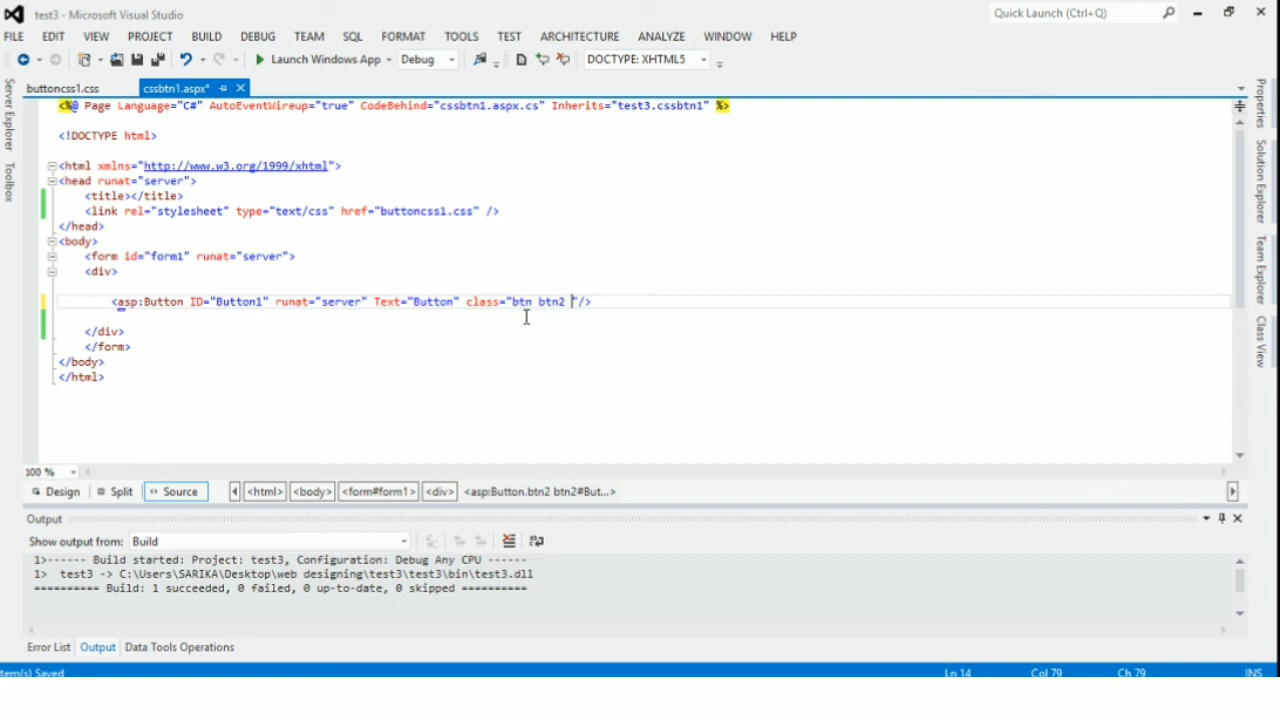 test3 - Microsoft Visual Studio
Quick Launch (Ctrl+Q)
FILE EDIT VIEW PROJECT BUILD DEBUG TEAM SQL FORMAT TOOLS TEST ARCHITECTURE ANALYZE WINDOW HELP
Launch Windows App Debug DOCTYPE: XHTML5
buttoncss1.css cssbtn1.aspx*
Server Explorer
Toolbox
<%@ Page Language="C#" AutoEventWireup="true" CodeBehind="cssbtn1.aspx.cs" Inherits="test3.cssbtn1" %>
<!DOCTYPE html>
<html xmlns="http://www.w3.org/1999/xhtml">
<head runat="server">
<title></title>
<link rel="stylesheet" type="text/css" href="buttoncss1.css" />
</head>
<body>
<form id="form1" runat="server">
<div>
<asp:Button ID="Button1" runat="server" Text="Button" class="btn btn2 "/>
</div>
</form>
</body>
</html>
Properties
Solution Explorer
Team Explorer
Class View
100 %
Design Split Source <html> <body> <form#form1> <div> <asp:Button.btn2 btn2#But...>
Output
Show output from: Build
1>------ Build started: Project: test3, Configuration: Debug Any CPU ------
1> test3 -> C:\Users\SARIKA\Desktop\web designing\test3\test3\bin\test3.dll
========== Build: 1 succeeded, 0 failed, 0 up-to-date, 0 skipped ==========
Error List Output Data Tools Operations
tem(s) Saved Ln 14 Col 79 Ch 79 INS